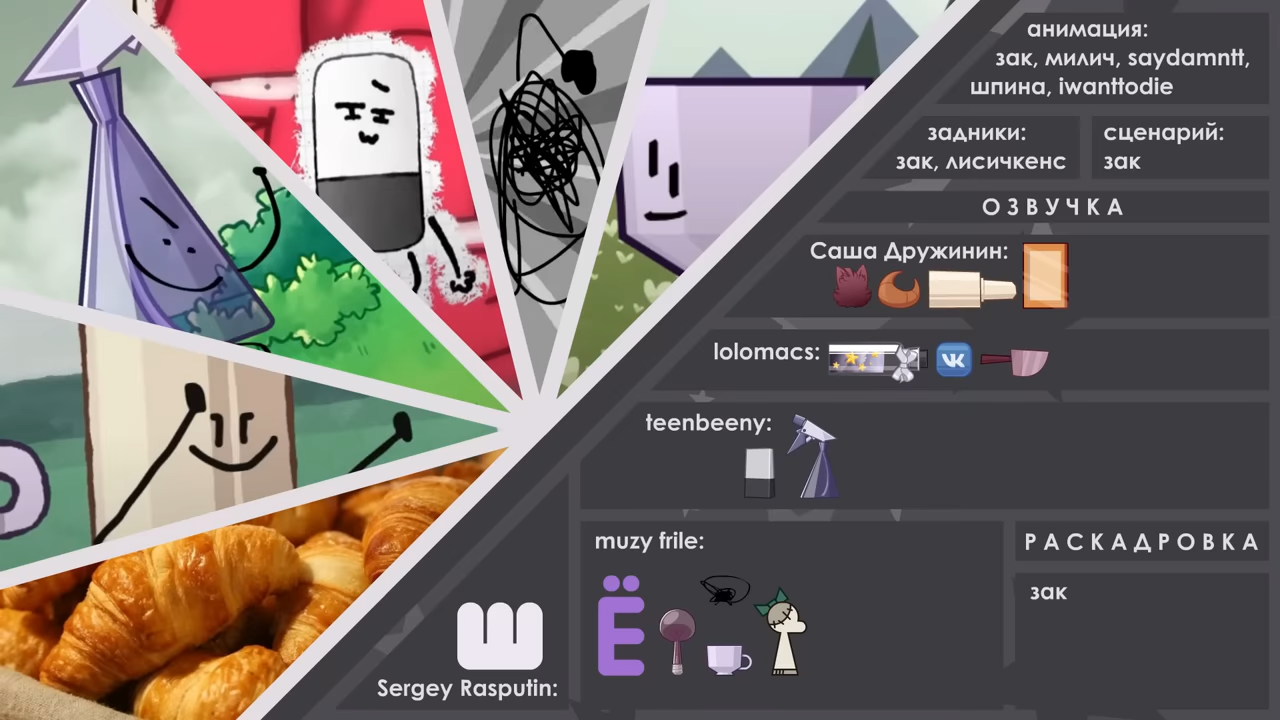 анимация:
зак, милич, saydamntt,
шпина, iwanttodie
задники:
зак, лисичкенс
сценарий:
зак
ОЗВУЧКА
Саша Дружинин:
lolomacs:
teenbeeny:
muzy frile:
Ё
РАСКАДРОВКА
зак
Ш
Sergey Rasputin: